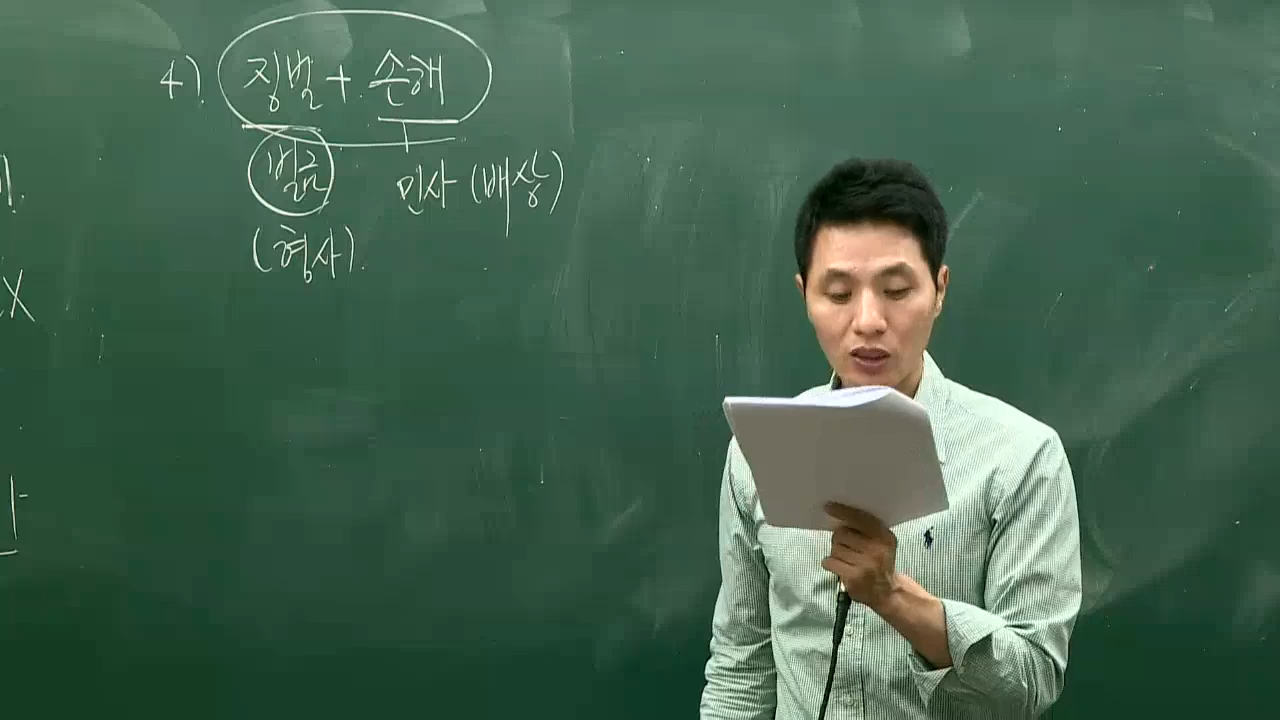 4). 징벌 + 손해
벌금 민사 (배상)
(형사).
X